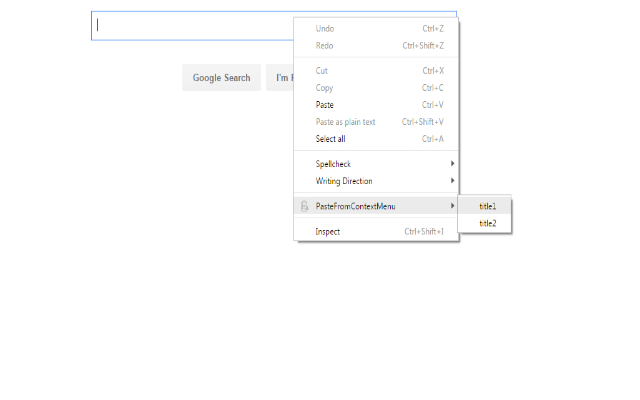 Undo Ctrl+Z
Redo Ctrl+Shift+Z
Cut Ctrl+X
Google Search
Copy Ctrl+C
Paste Ctrl+V
Paste as plain text Ctrl+Shift+V
Select all Ctrl+A
Spellcheck
Writing Direction
PasteFromContextMenu title1
title2
Inspect Ctrl+Shift+I